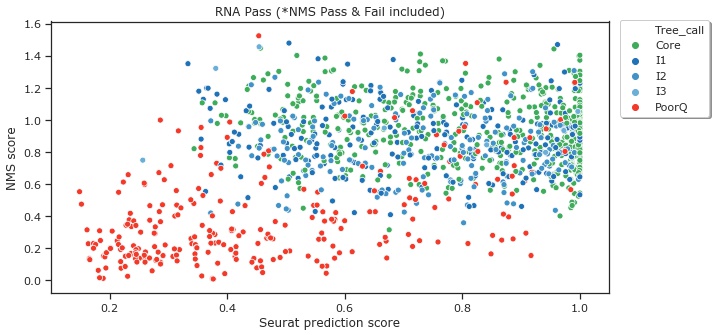 RNA Pass (*NMS Pass & Fail included)
1.6
1.4
1.2
1.0
0.8
0.6
0.4
0.2
0.0
NMS score
0.2 0.4 0.6 0.8 1.0
Seurat prediction score
Tree_call
Core
I1
I2
I3
PoorQ